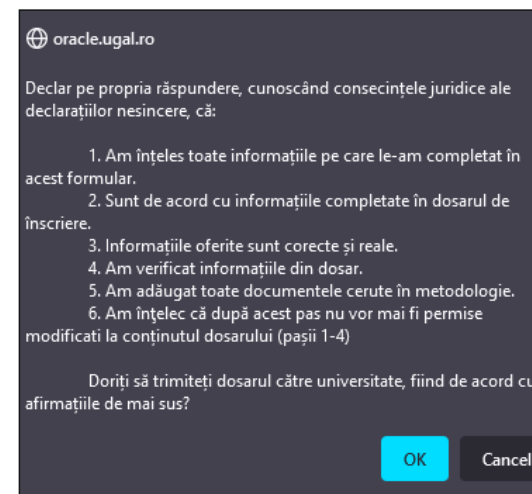 oracle.ugal.ro
Declar pe propria răspundere, cunoscând consecințele juridice ale
declarațiilor nesincere, că:
1. Am înțeles toate informațiile pe care le-am completat în
acest formular.
2. Sunt de acord cu informațiile completate în dosarul de
înscriere.
3. Informațiile oferite sunt corecte și reale.
4. Am verificat informațiile din dosar.
5. Am adăugat toate documentele cerute în metodologie.
6. Am înţelec că după acest pas nu vor mai fi permise
modificati la conținutul dosarului (pașii 1-4)
Doriți să trimiteți dosarul către universitate, fiind de acord cu
afirmațiile de mai sus?
OK Cancel